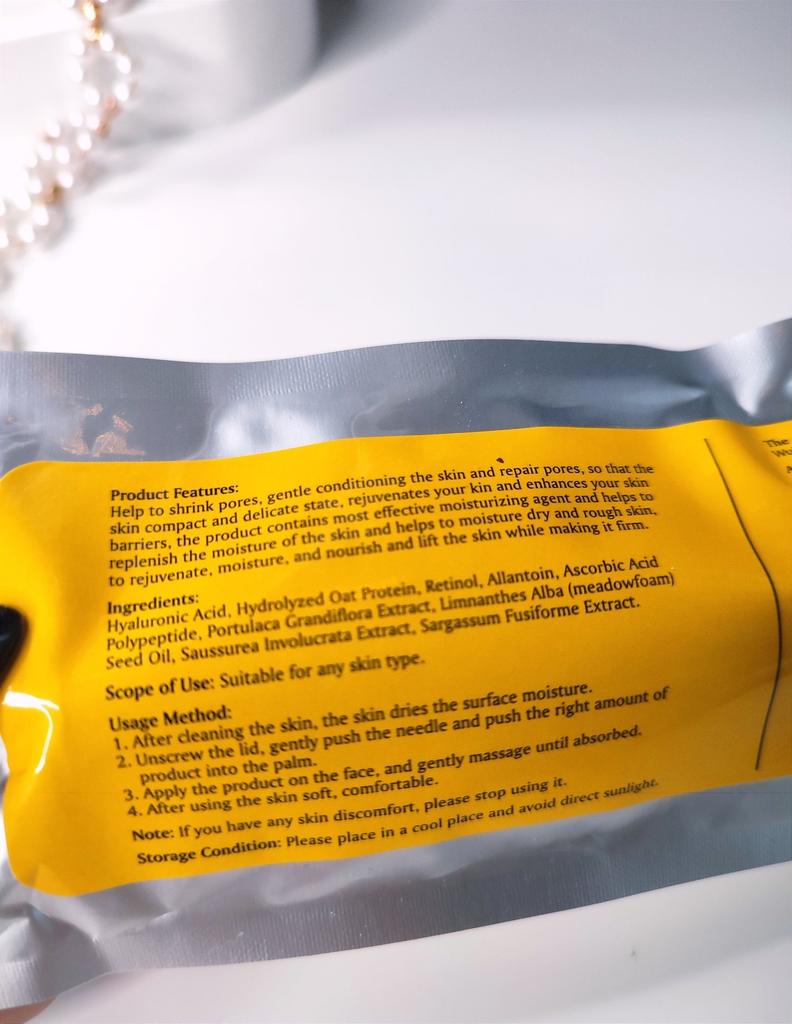 Product Features:
Help to shrink pores, gentle conditioning the skin and repair pores, so that the
skin compact and delicate state, rejuvenates your kin and enhances your skin
barriers, the product contains most effective moisturizing agent and helps to
replenish the moisture of the skin and helps to moisture dry and rough skin,
to rejuvenate, moisture, and nourish and lift the skin while making it firm.
Ingredients:
Hyaluronic Acid, Hydrolyzed Oat Protein, Retinol, Allantoin, Ascorbic Acid
Polypeptide, Portulaca Grandiflora Extract, Limnanthes Alba (meadowfoam)
Seed Oil, Saussurea Involucrata Extract, Sargassum Fusiforme Extract.
Scope of Use: Suitable for any skin type.
Usage Method:
1. After cleaning the skin, the skin dries the surface moisture.
2. Unscrew the lid, gently push the needle and push the right amount of
product into the palm.
3. Apply the product on the face, and gently massage until absorbed.
4. After using the skin soft, comfortable.
Note: If you have any skin discomfort, please stop using it.
Storage Condition: Please place in a cool place and avoid direct sunlight.
The